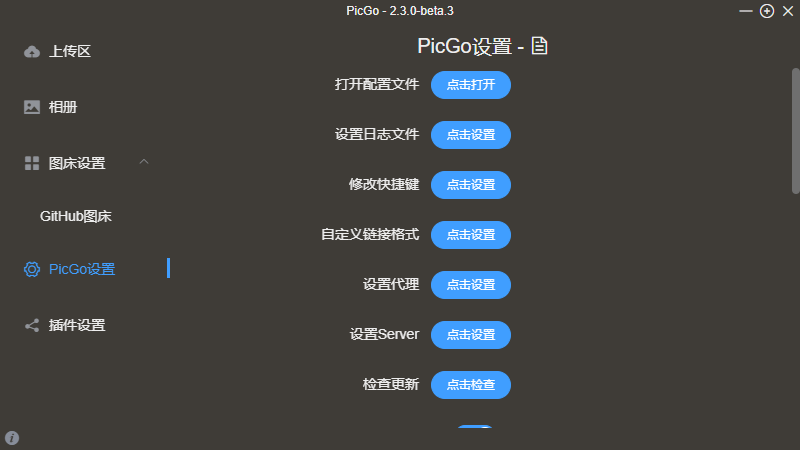 PicGo - 2.3.0-beta.3
上传区
相册
图床设置
GitHub图床
PicGo设置
插件设置
PicGo设置 -
打开配置文件 点击打开
设置日志文件 点击设置
修改快捷键 点击设置
自定义链接格式 点击设置
设置代理 点击设置
设置Server 点击设置
检查更新 点击检查